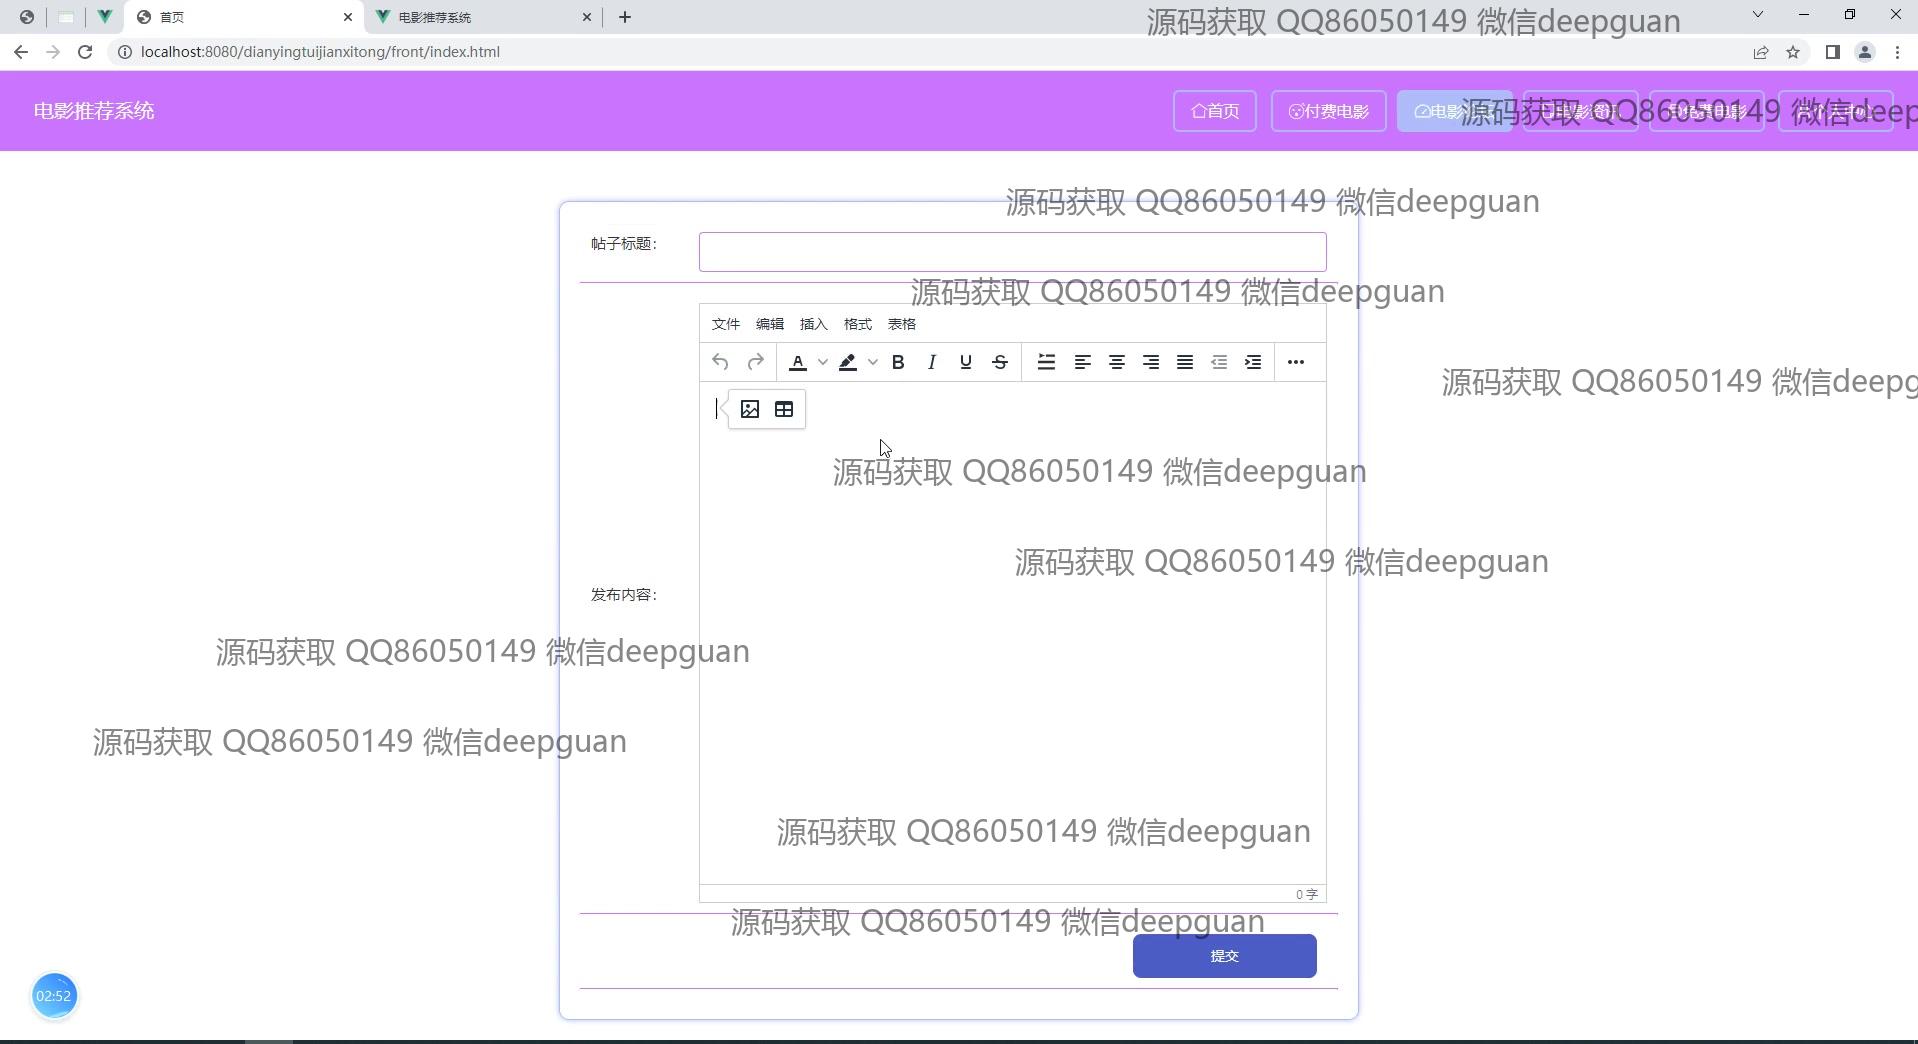 首页
电影推荐系统
源码获取 QQ86050149 微信deepguan
localhost:8080/dianyingtuijianxitong/front/index.html
电影推荐系统
首页
付费电影
电影
源码获取 QQ86050149 微信deep
源码获取 QQ86050149 微信deepguan
帖子标题：
源码获取 QQ86050149 微信deepguan
文件 编辑 插入 格式 表格
A B I U S
源码获取 QQ86050149 微信deepg
源码获取 QQ86050149 微信deepguan
源码获取 QQ86050149 微信deepguan
发布内容：
源码获取 QQ86050149 微信deepguan
源码获取 QQ86050149 微信deepguan
源码获取 QQ86050149 微信deepguan
0 字
源码获取 QQ86050149 微信deepguan
提交
02:52